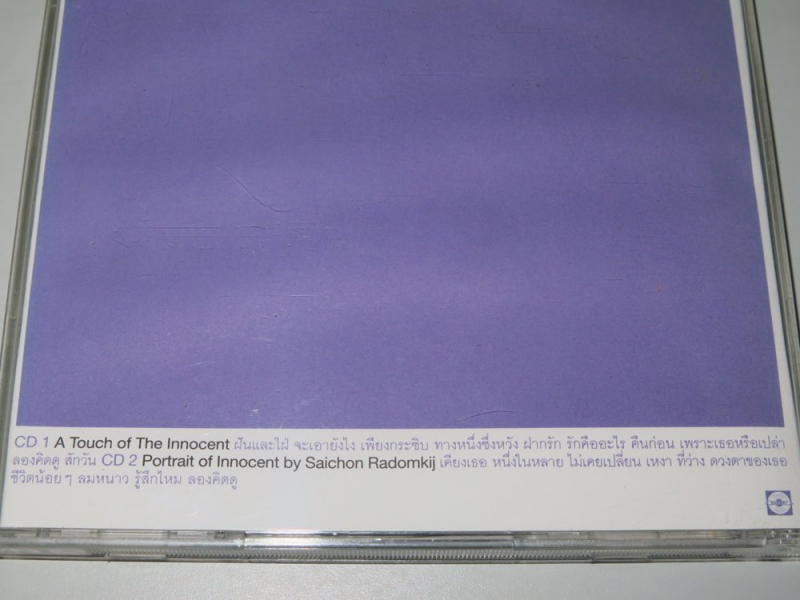 CD 1 A Touch of The Innocent ฝันและใฝ่ จะเอายังไง เพียงกระซิบ ทางหนึ่งซึ่งหวัง ฝากรัก รักคืออะไร คืนก่อน เพราะเธอหรือเปล่า
ลองคิดดู สักวัน CD 2 Portrait of Innocent by Saichon Radomkij เคียงเธอ หนึ่งในหลาย ไม่เคยเปลี่ยน เหงา ที่ว่าง ดวงตาของเธอ
ชีวิตน้อยๆ ลมหนาว รู้สึกไหม ลองคิดดู